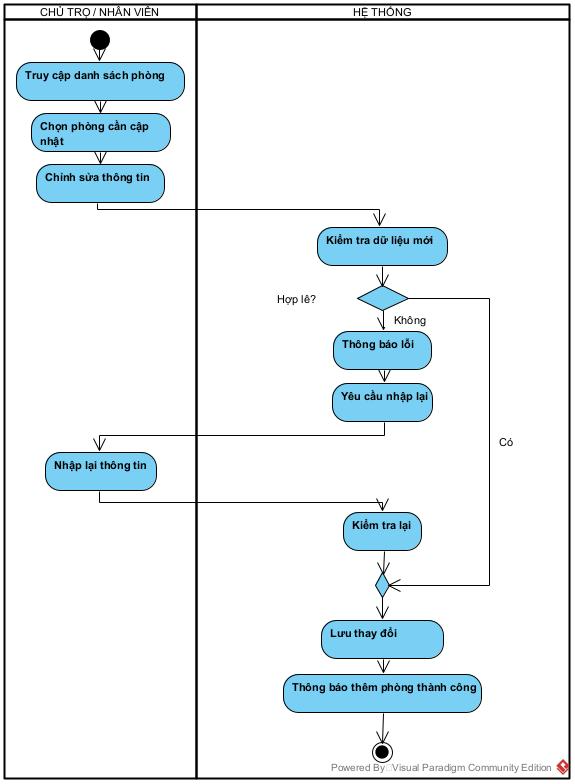 CHỦ TRỌ / NHÂN VIÊN
HỆ THỐNG
Truy cập danh sách phòng
Chọn phòng cần cập
nhật
Chỉnh sửa thông tin
Kiểm tra dữ liệu mới
Hợp lệ?
Không
Thông báo lỗi
Yêu cầu nhập lại
Có
Nhập lại thông tin
Kiểm tra lại
Lưu thay đổi
Thông báo thêm phòng thành công
Powered By Visual Paradigm Community Edition